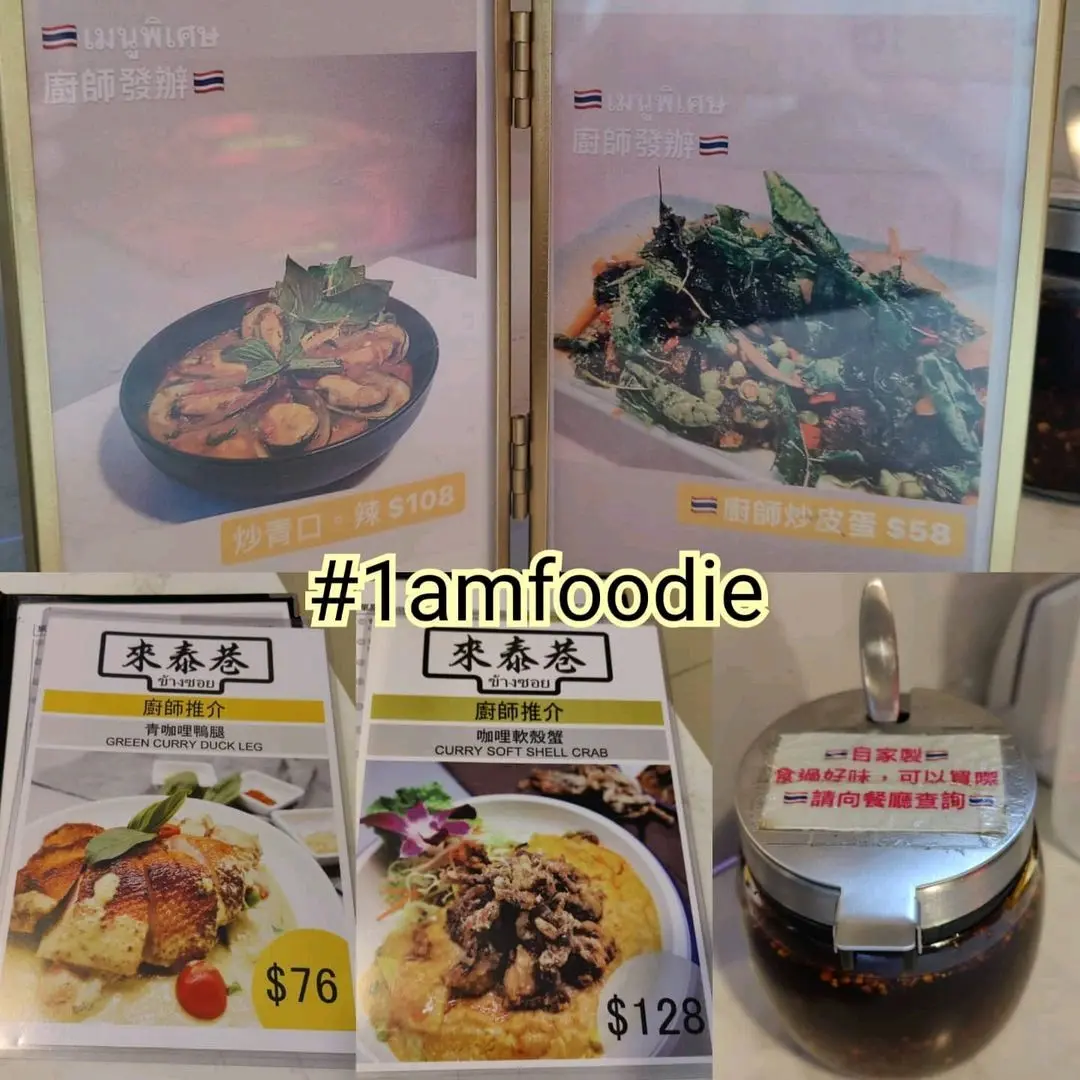 เมนูพิเศษ
廚師發辦
炒青口 - 辣 $108
เมนูพิเศษ
廚師發辦
廚師炒皮蛋 $58
#1amfoodie
來泰巷
ข้างซอย
廚師推介
青咖哩鴨腿
GREEN CURRY DUCK LEG
$76
來泰巷
ข้างซอย
廚師推介
咖哩軟殼蟹
CURRY SOFT SHELL CRAB
$128
自家製
食過好味，可以買㗎
請向餐廳查詢